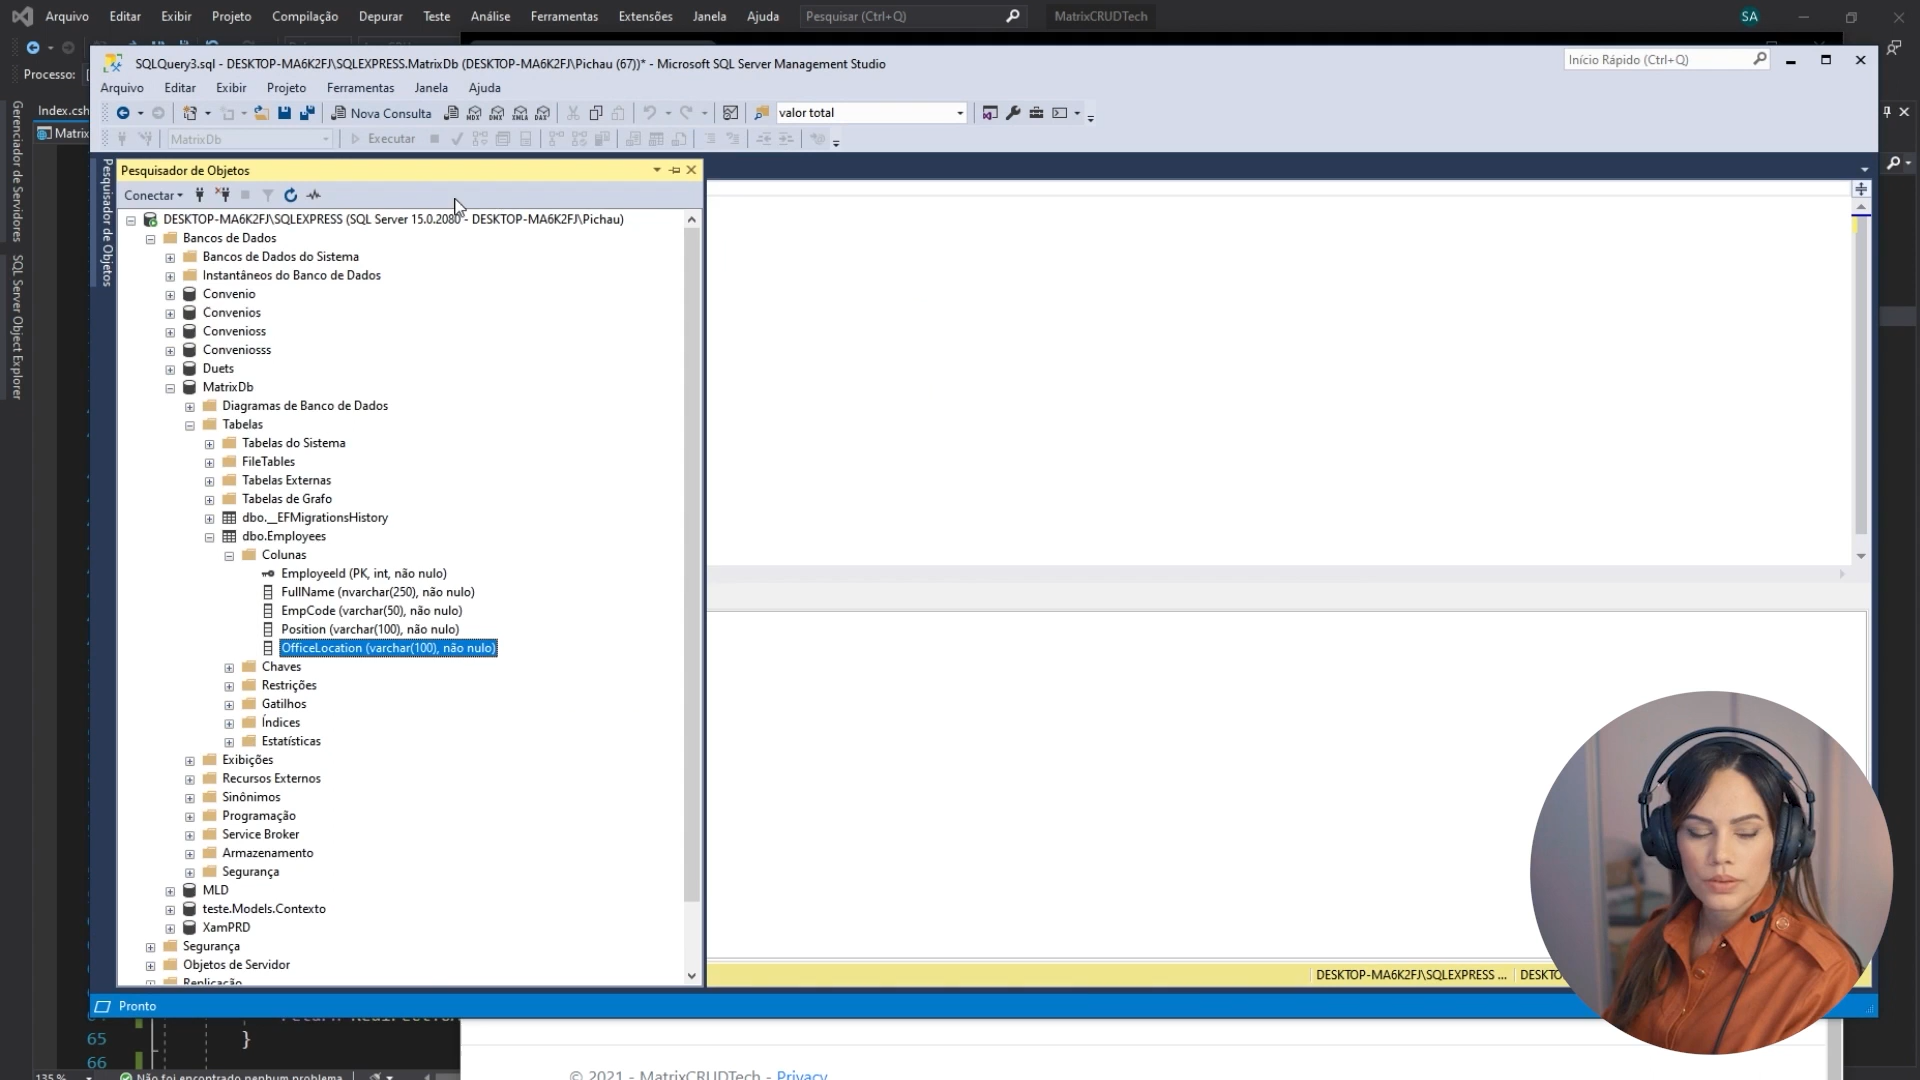 Arquivo Editar Exibir Projeto Compilação Depurar Teste Análise Ferramentas Extensões Janela Ajuda Pesquisar (Ctrl+Q) MatrixCRUDTech SA
Processo:
SQLQuery3.sql - DESKTOP-MA6K2FJ\SQLEXPRESS.MatrixDb (DESKTOP-MA6K2FJ\Pichau (67))* - Microsoft SQL Server Management Studio
Início Rápido (Ctrl+Q)
Arquivo Editar Exibir Projeto Ferramentas Janela Ajuda
Index.csh
Nova Consulta MDX DMX XMLA DAX valor total
Matrix
MatrixDb Executar
Gerenciador de Servidores
SQL Server Object Explorer
Pesquisador de Objetos
Pesquisador de Objetos
Conectar
DESKTOP-MA6K2FJ\SQLEXPRESS (SQL Server 15.0.2080 - DESKTOP-MA6K2FJ\Pichau)
Bancos de Dados
Bancos de Dados do Sistema
Instantâneos do Banco de Dados
Convenio
Convenios
Convenioss
Conveniosss
Duets
MatrixDb
Diagramas de Banco de Dados
Tabelas
Tabelas do Sistema
FileTables
Tabelas Externas
Tabelas de Grafo
dbo.__EFMigrationsHistory
dbo.Employees
Colunas
EmployeeId (PK, int, não nulo)
FullName (nvarchar(250), não nulo)
EmpCode (varchar(50), não nulo)
Position (varchar(100), não nulo)
OfficeLocation (varchar(100), não nulo)
Chaves
Restrições
Gatilhos
Índices
Estatísticas
Exibições
Recursos Externos
Sinônimos
Programação
Service Broker
Armazenamento
Segurança
MLD
teste.Models.Contexto
XamPRD
Segurança
Objetos de Servidor
Replicação
DESKTOP-MA6K2FJ\SQLEXPRESS ... DESKTO
Pronto
65 }
66
135 % Não foi encontrado nenhum problema
© 2021 - MatrixCRUDTech - Privacy